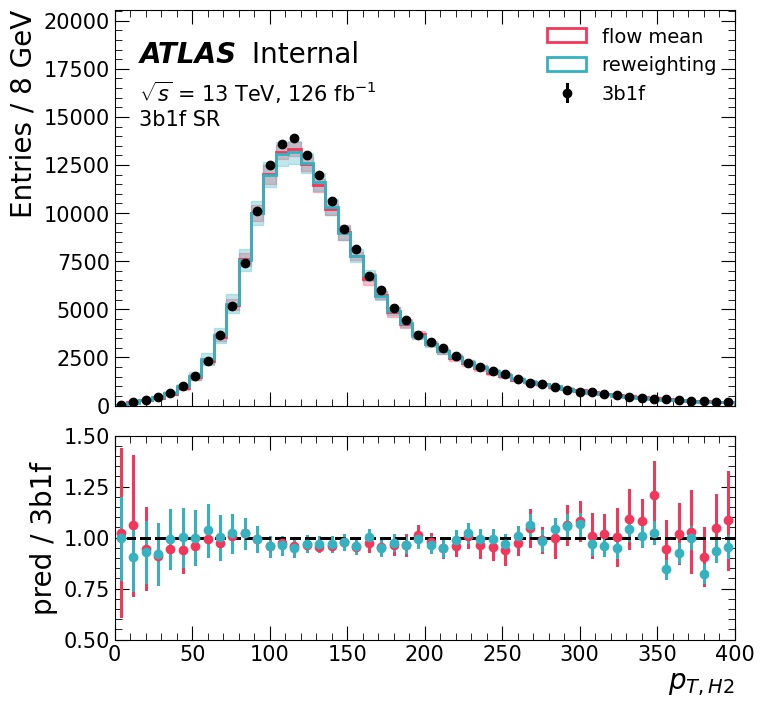 Entries / 8 GeV
20000
17500
15000
12500
10000
7500
5000
2500
0
ATLAS Internal
√s = 13 TeV, 126 fb⁻¹
3b1f SR
flow mean
reweighting
3b1f
pred / 3b1f
1.50
1.25
1.00
0.75
0.50
0 50 100 150 200 250 300 350 400
p_{T,H2}